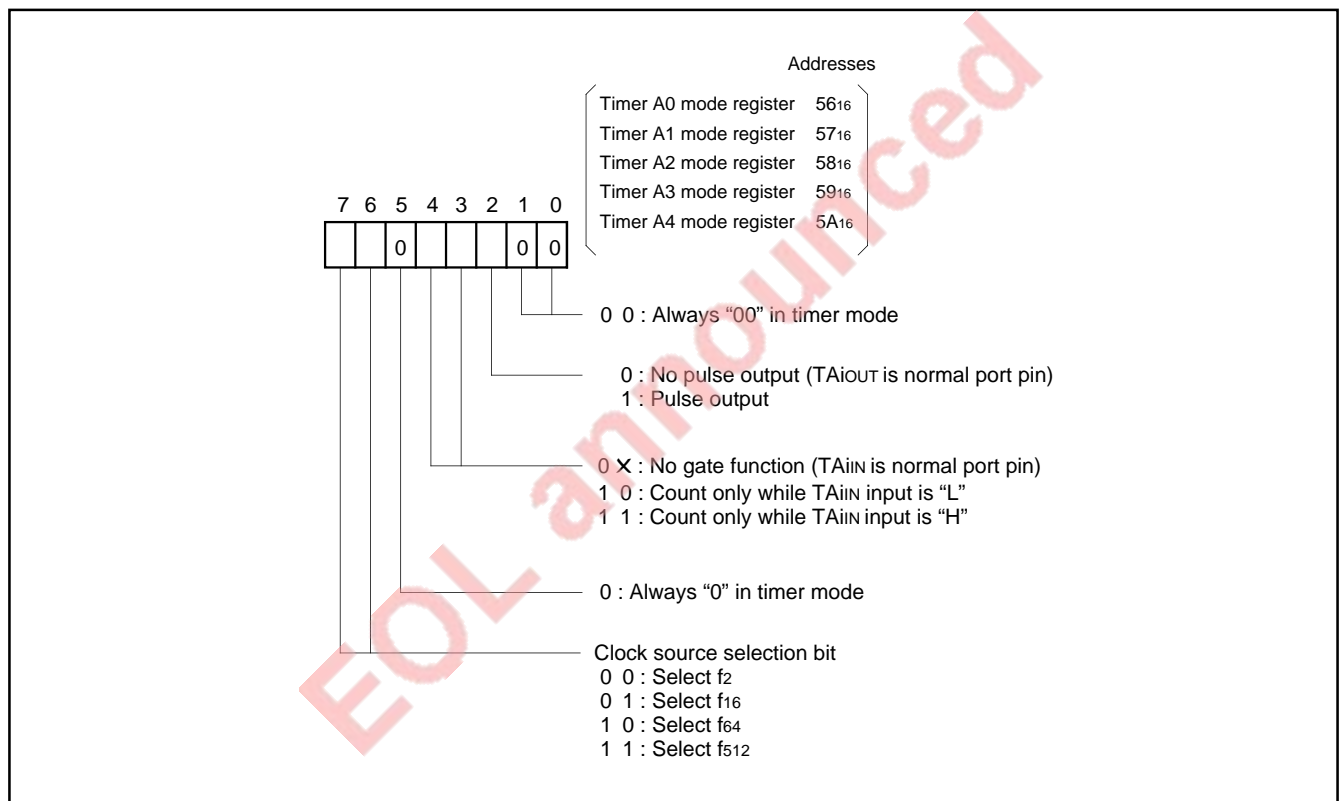 Addresses
Timer A0 mode register 5616
Timer A1 mode register 5716
Timer A2 mode register 5816
Timer A3 mode register 5916
Timer A4 mode register 5A16
7 6 5 4 3 2 1 0
0 0 0
0 0 : Always “00” in timer mode
0 : No pulse output (TAiOUT is normal port pin)
1 : Pulse output
0 × : No gate function (TAiIN is normal port pin)
1 0 : Count only while TAiIN input is “L”
1 1 : Count only while TAiIN input is “H”
0 : Always “0” in timer mode
Clock source selection bit
0 0 : Select f2
0 1 : Select f16
1 0 : Select f64
1 1 : Select f512
EOL announced